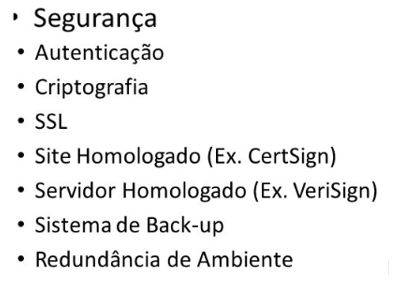 • Segurança
• Autenticação
• Criptografia
• SSL
• Site Homologado (Ex. CertSign)
• Servidor Homologado (Ex. VeriSign)
• Sistema de Back-up
• Redundância de Ambiente